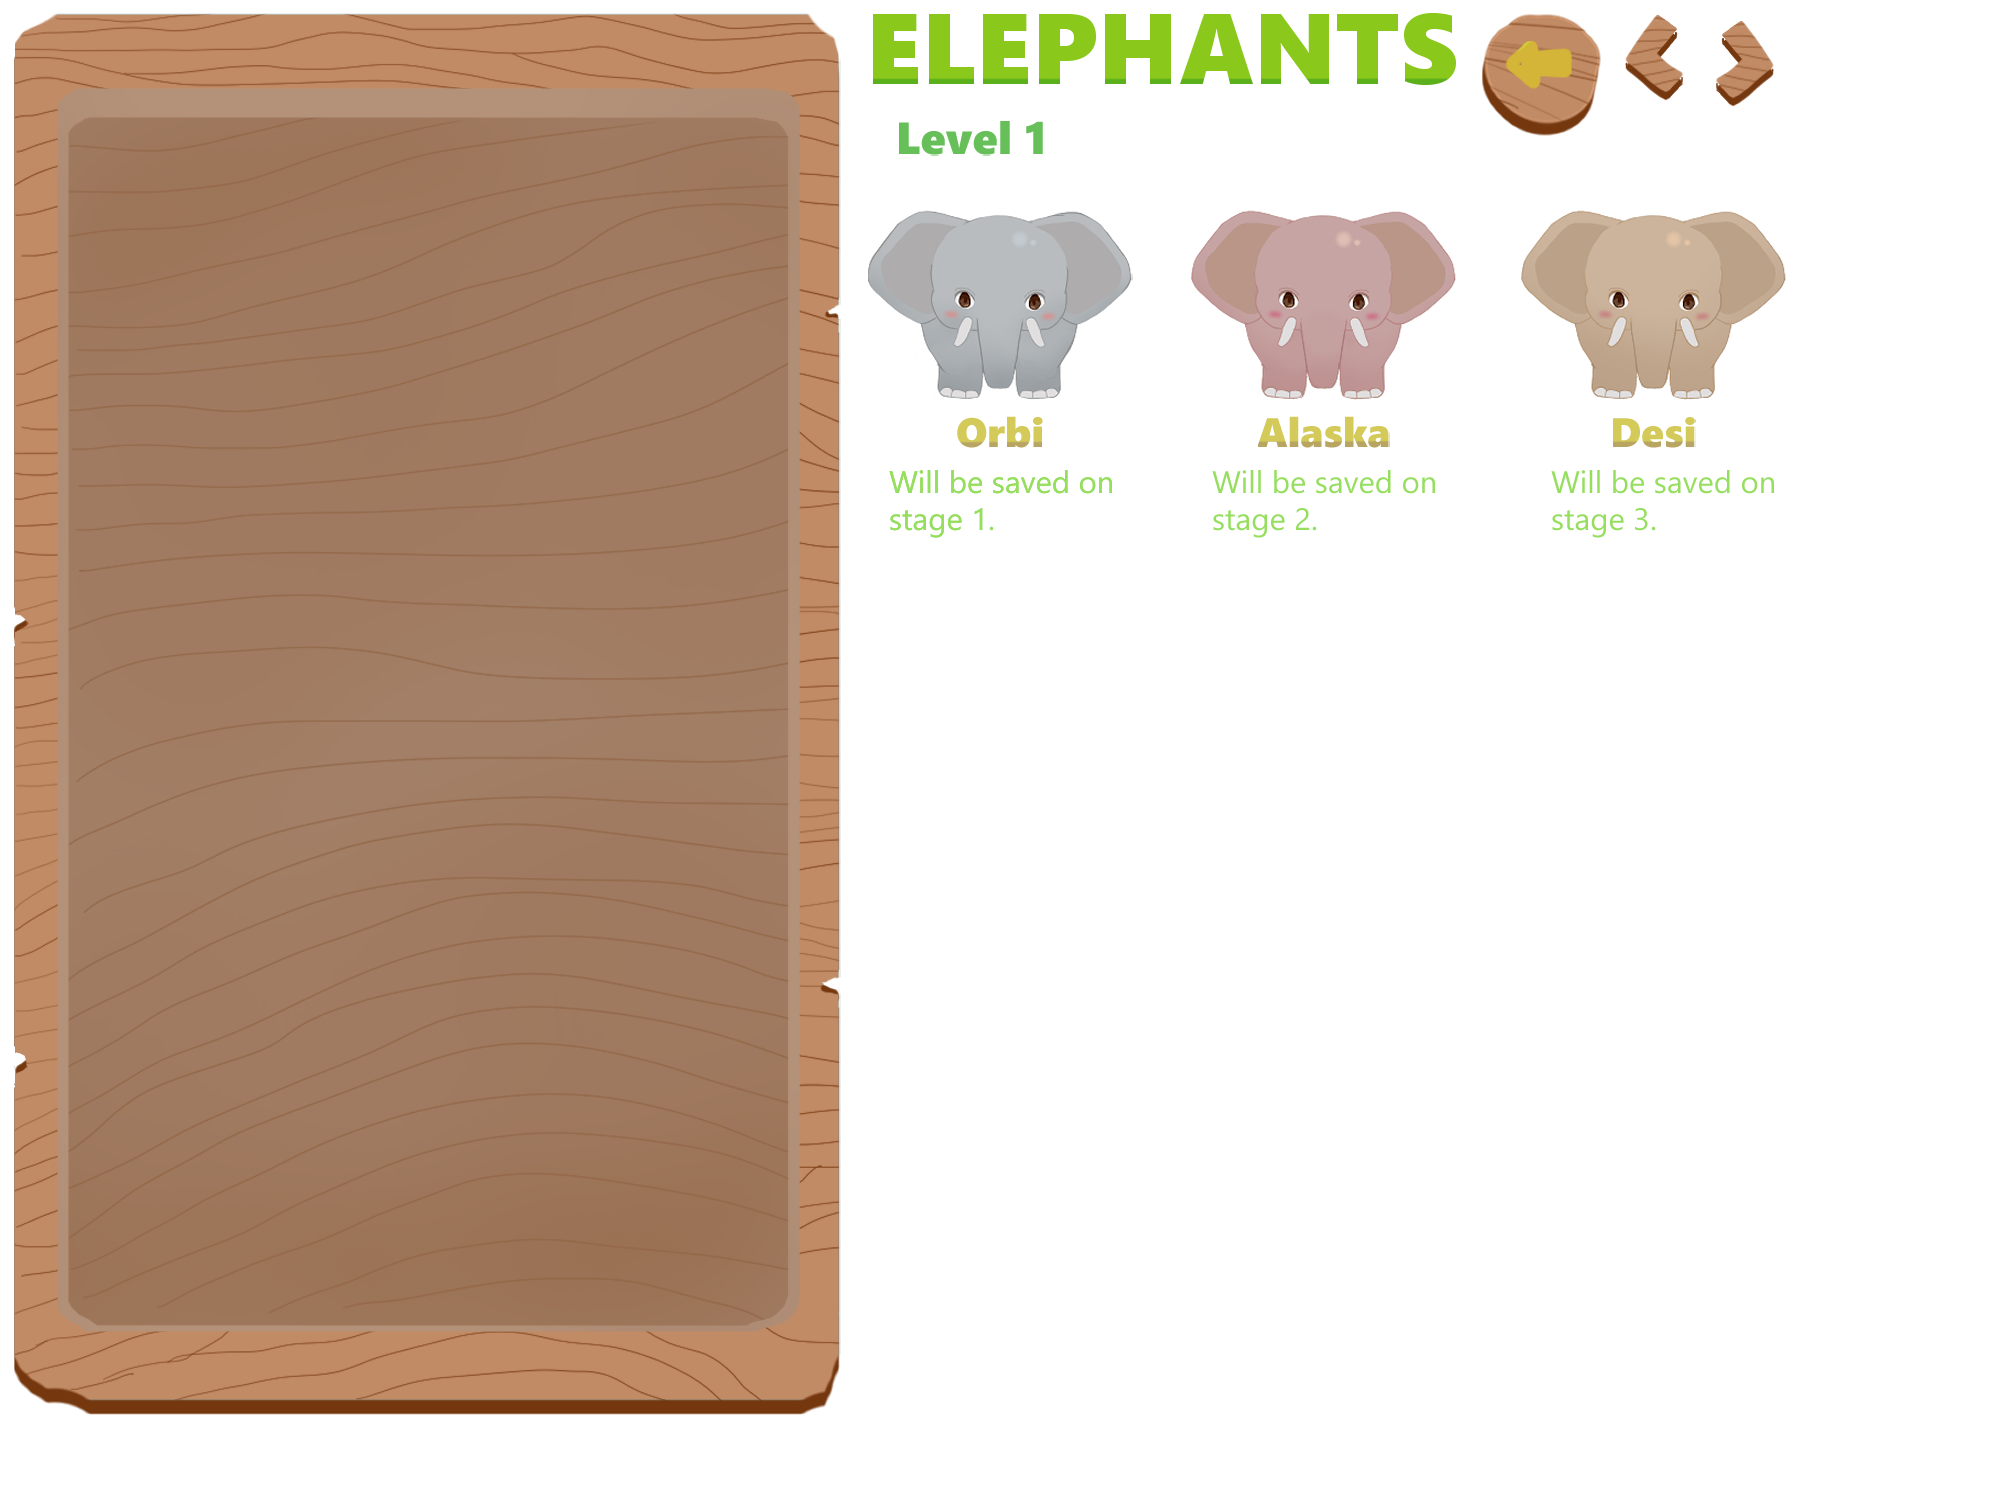 ELEPHANTS
Level 1
Orbi
Will be saved on
stage 1.
Alaska
Will be saved on
stage 2.
Desi
Will be saved on
stage 3.